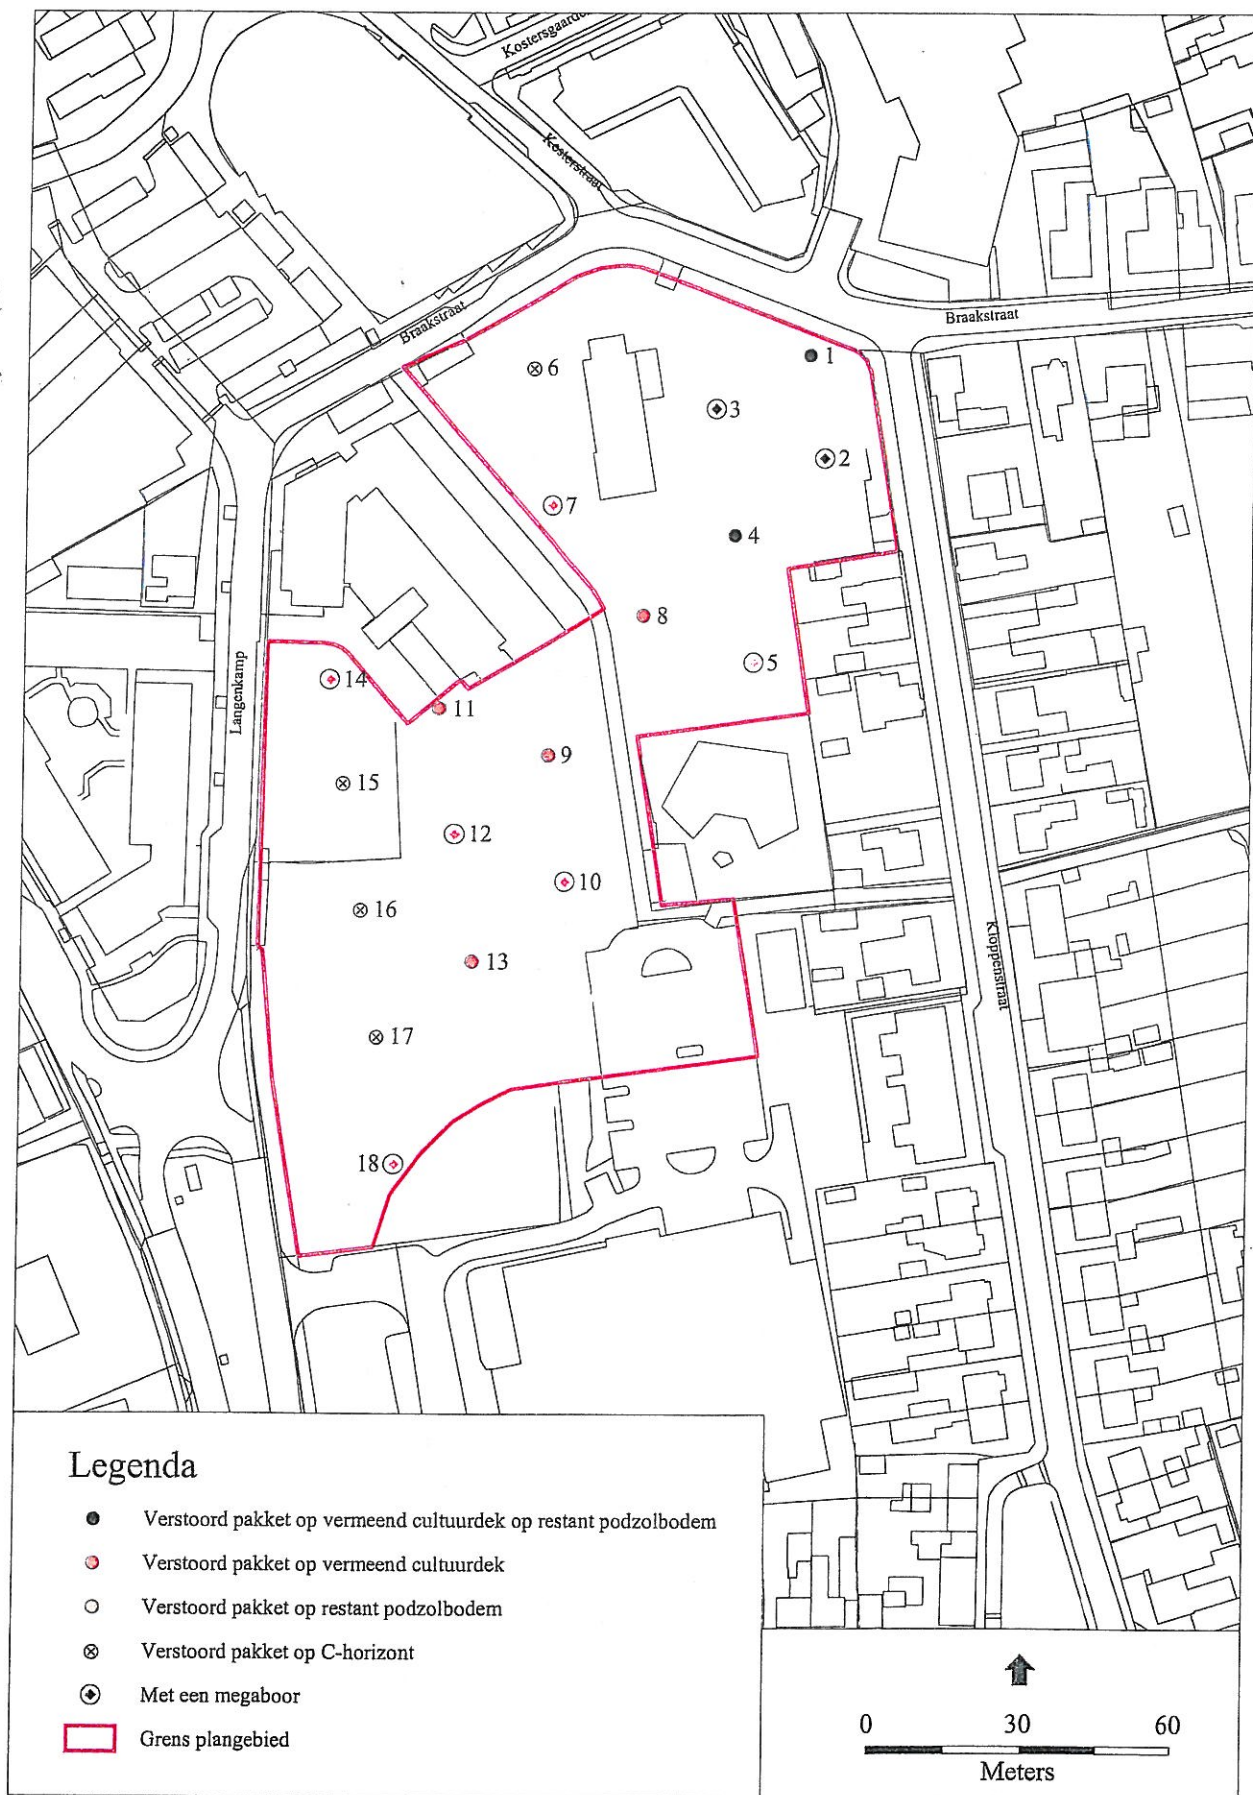 Kostersgaarde
Kosterstraat
Braakstraat
Braakstraat
1
6
3
2
7
4
8
5
14
11
9
15
12
10
16
13
17
18
Langenkamp
Kloppenstraat
Legenda
Verstoord pakket op vermeend cultuurdek op restant podzolbodem
Verstoord pakket op vermeend cultuurdek
Verstoord pakket op restant podzolbodem
Verstoord pakket op C-horizont
Met een megaboor
Grens plangebied
0 30 60
Meters